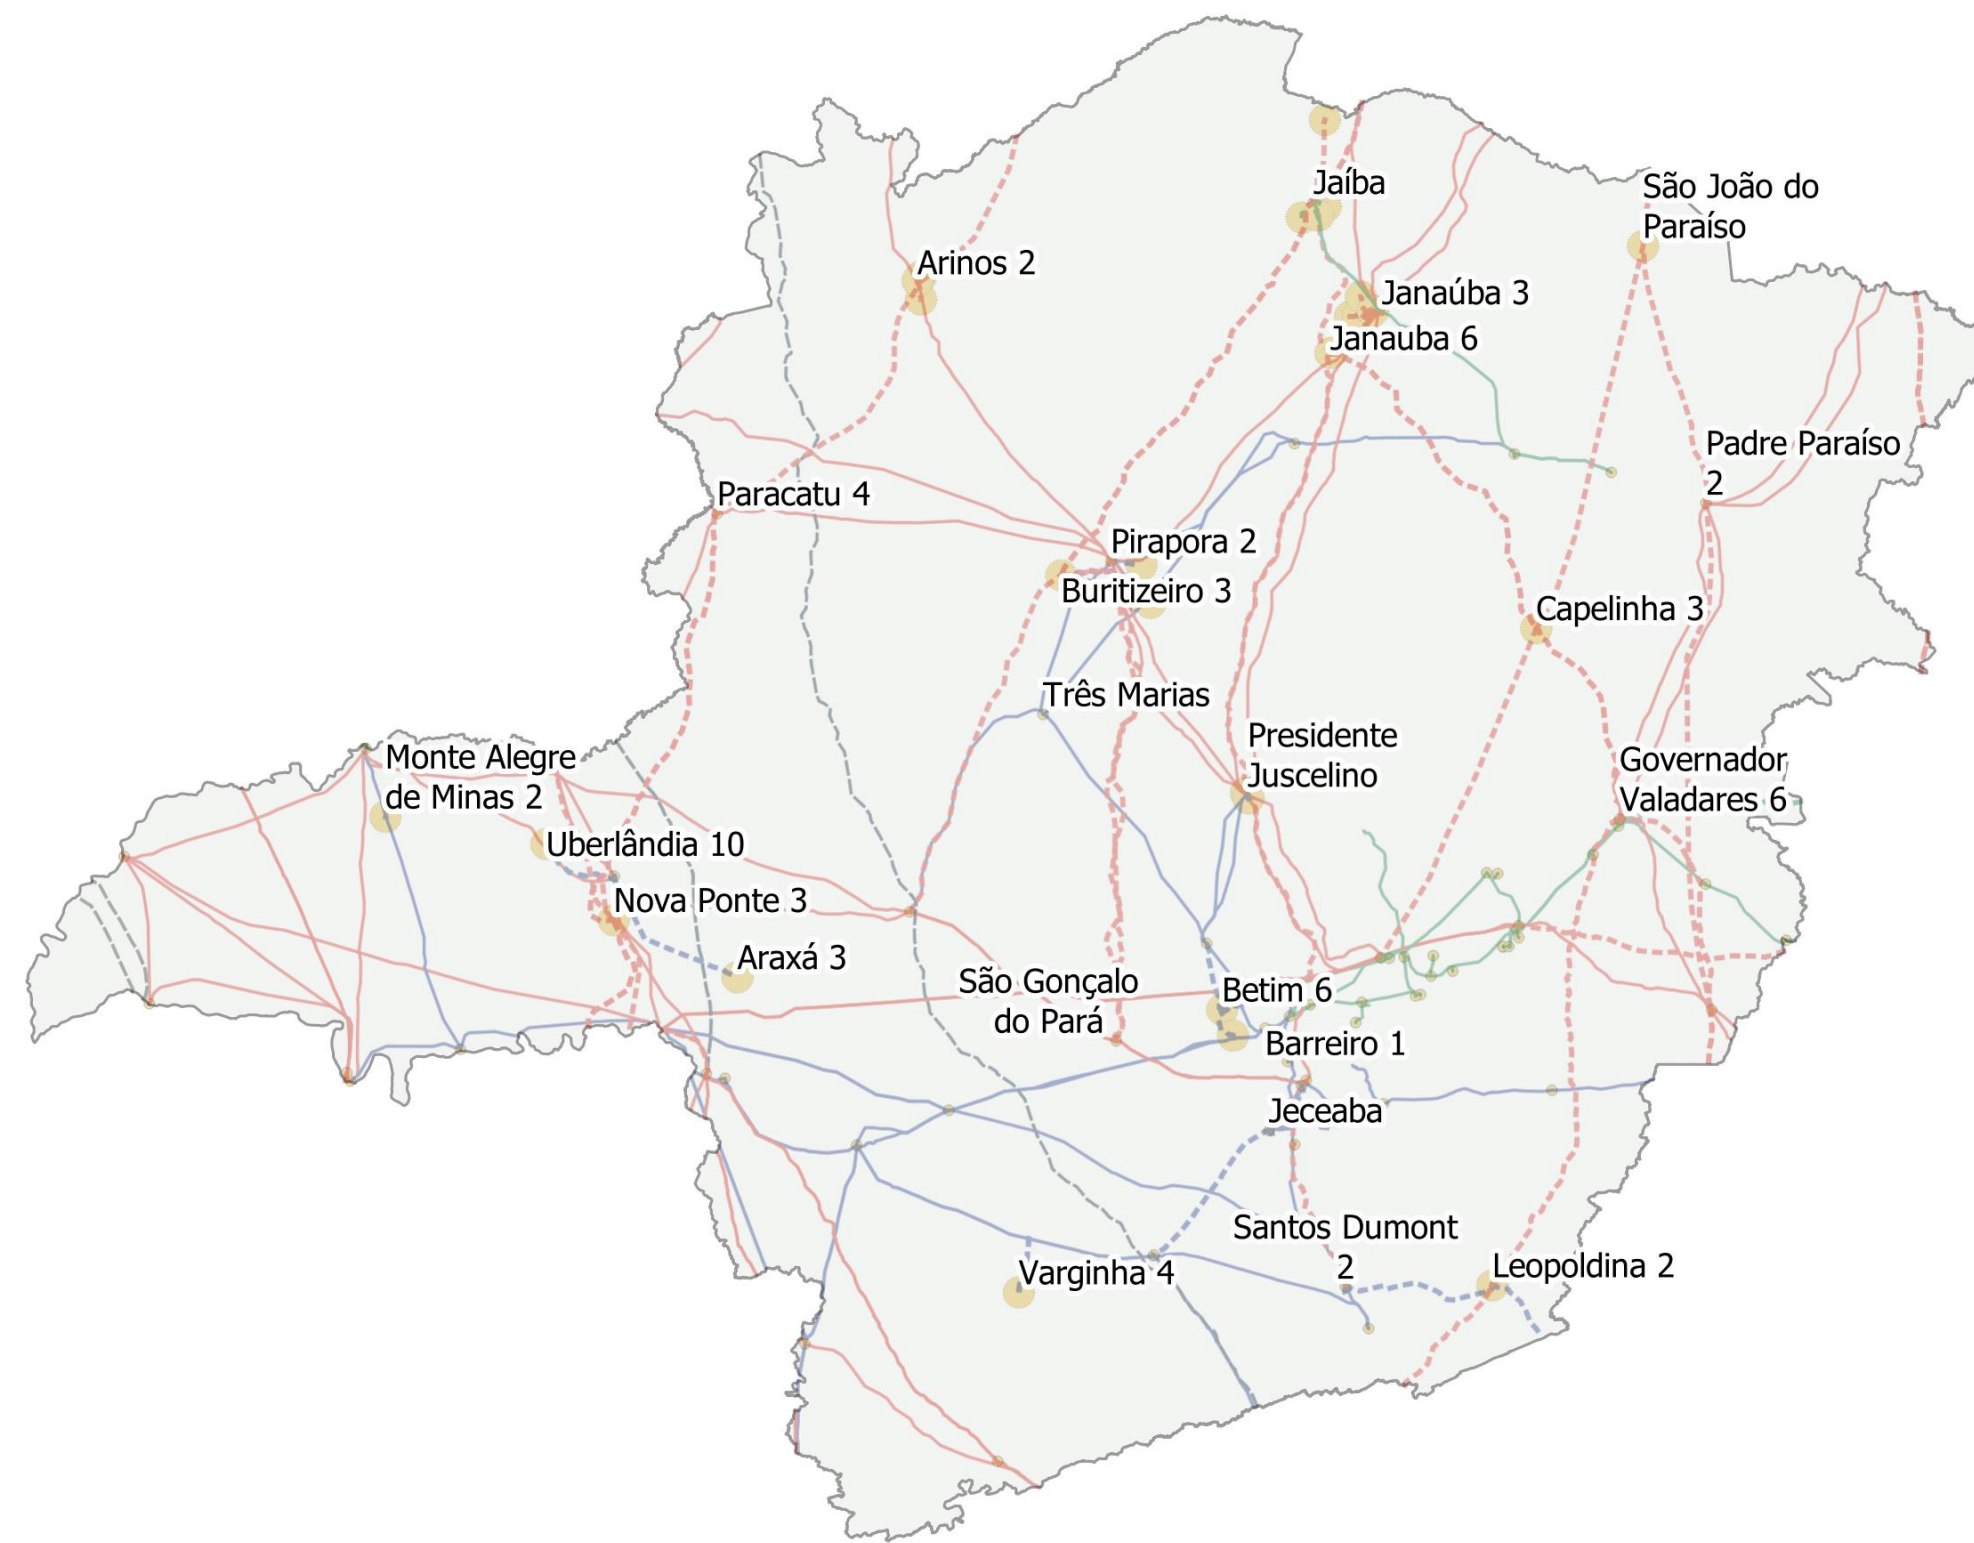 Jaíba
São João do
Paraíso
Arinos 2
Janaúba 3
Janauba 6
Padre Paraíso
2
Paracatu 4
Pirapora 2
Buritizeiro 3
Capelinha 3
Três Marias
Presidente
Juscelino
Governador
Valadares 6
Monte Alegre
de Minas 2
Uberlândia 10
Nova Ponte 3
Araxá 3
São Gonçalo
do Pará
Betim 6
Barreiro 1
Jeceaba
Santos Dumont
2
Leopoldina 2
Varginha 4